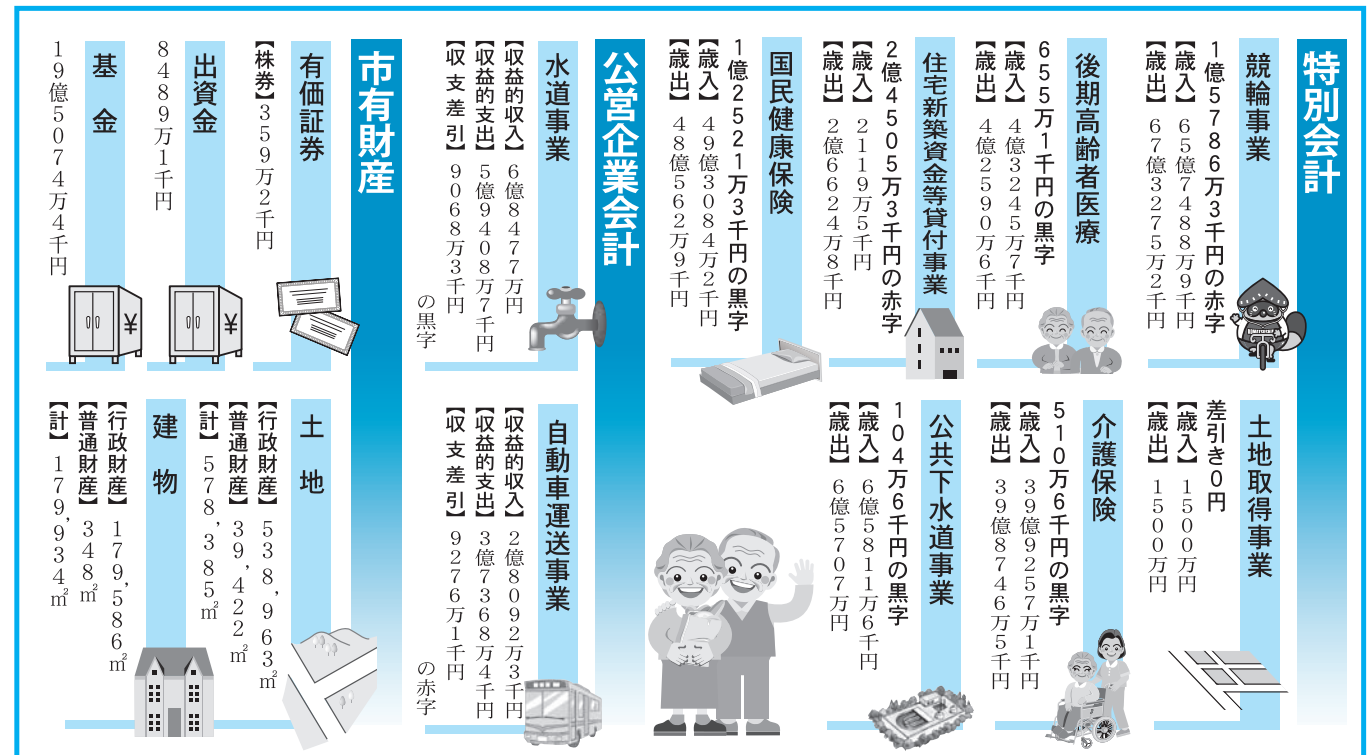 特別会計
競輪事業
1億5786万3千円の赤字
【歳入】65億7488万9千円
【歳出】67億3275万2千円
後期高齢者医療
655万1千円の黒字
【歳入】4億3245万7千円
【歳出】4億2590万6千円
住宅新築資金等貸付事業
2億4505万3千円の赤字
【歳入】2119万5千円
【歳出】2億6624万8千円
国民健康保険
1億2521万3千円の黒字
【歳入】49億3084万2千円
【歳出】48億562万9千円
土地取得事業
差引き0円
【歳入】1500万円
【歳出】1500万円
介護保険
510万6千円の黒字
【歳入】39億9257万1千円
【歳出】39億8746万5千円
公共下水道事業
104万6千円の黒字
【歳入】6億5811万6千円
【歳出】6億5707万円
公営企業会計
水道事業
【収益的収入】6億8477万円
【収益的支出】5億9408万7千円
【収支差引】9068万3千円
の黒字
自動車運送事業
【収益的収入】2億8092万3千円
【収益的支出】3億7368万4千円
【収支差引】9276万1千円
の赤字
市有財産
有価証券
【株券】359万2千円
出資金
8489万1千円
基金
19億5074万4千円
¥
¥
土地
【行政財産】538,963㎡
【普通財産】39,422㎡
【計】578,385㎡
建物
【行政財産】179,586㎡
【普通財産】348㎡
【計】179,934㎡